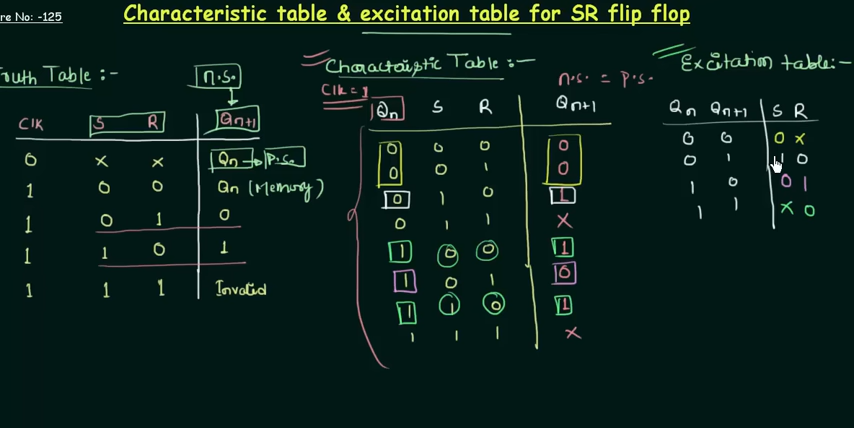 re No: -125
Characteristic table & excitation table for SR flip flop
outh Table :-
n.s.
Clk S R Qn+1
0 x x Qn → P.S.
1 0 0 Qn (Memory)
1 0 1 0
1 1 0 1
1 1 1 Invalid
Charactristic Table :-
Clk = 1
n.s. = P.S.
Qn S R Qn+1
0 0 0 0
0 0 1 0
0 1 0 1
0 1 1 x
1 0 0 1
1 0 1 0
1 1 0 1
1 1 1 x
Excitation table:-
Qn Qn+1 S R
0 0 0 x
0 1 1 0
1 0 0 1
1 1 x 0